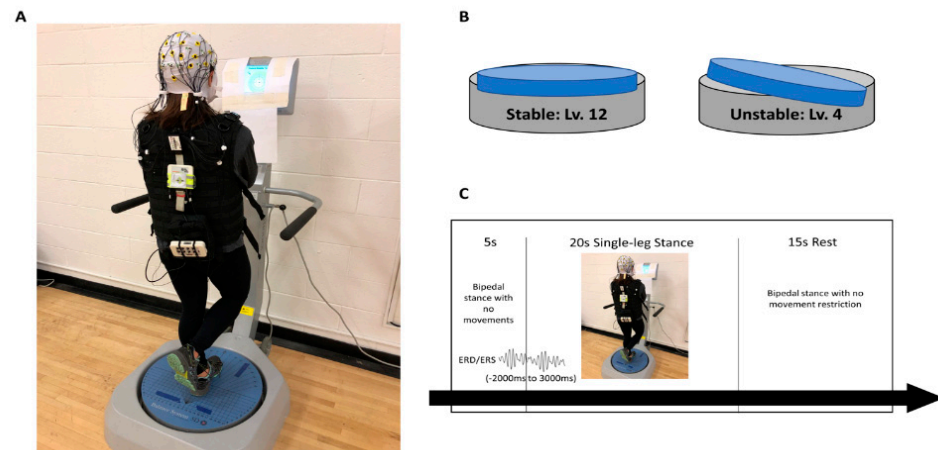 A
B
Stable: Lv. 12
Unstable: Lv. 4
C
5s
20s Single-leg Stance
15s Rest
Bipedal
stance with
no
movements
Bipedal stance with no
movement restriction
ERD/ERS
(-2000ms to 3000ms)